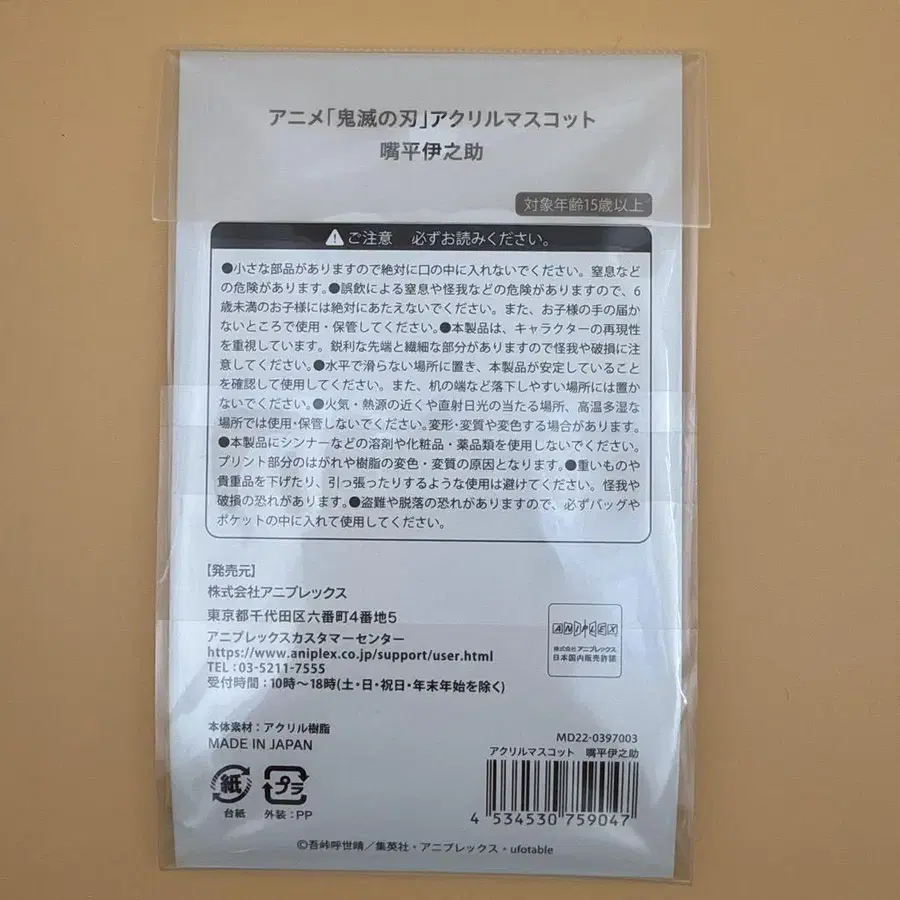 アニメ「鬼滅の刃」アクリルマスコット
嘴平伊之助
対象年齢15歳以上
ご注意 必ずお読みください。
●小さな部品がありますので絶対に口の中に入れないでください。窒息など
の危険があります。●誤飲による窒息や怪我などの危険がありますので、6
歳未満のお子様には絶対にあたえないでください。また、お子様の手の届か
ないところで使用・保管してください。●本製品は、キャラクターの再現性
を重視しています。鋭利な先端と繊細な部分がありますので怪我や破損に注
意してください。●水平で滑らない場所に置き、本製品が安定していること
を確認して使用してください。また、机の端など落下しやすい場所には置か
ないでください。●火気・熱源の近くや直射日光の当たる場所、高温多湿な
場所では使用・保管しないでください。変形・変質や変色する場合があります。
●本製品にシンナーなどの溶剤や化粧品・薬品類を使用しないでください。
プリント部分のはがれや樹脂の変色・変質の原因となります。●重いものや
貴重品を下げたり、引っ張ったりするような使用は避けてください。怪我や
破損の恐れがあります。●盗難や脱落の恐れがありますので、必ずバッグや
ポケットの中に入れて使用してください。
【発売元】
株式会社アニプレックス
東京都千代田区六番町4番地5
アニプレックスカスタマーセンター
https://www.aniplex.co.jp/support/user.html
TEL:03-5211-7555
受付時間:10時~18時(土・日・祝日・年末年始を除く)
ANIPLEX
株式会社アニプレックス
日本国内販売許諾
本体素材:アクリル樹脂
MADE IN JAPAN
紙
台紙
プラ
外装:PP
MD22-0397003
アクリルマスコット 嘴平伊之助
4 534530 759047
©吾峠呼世晴/集英社・アニプレックス・ufotable